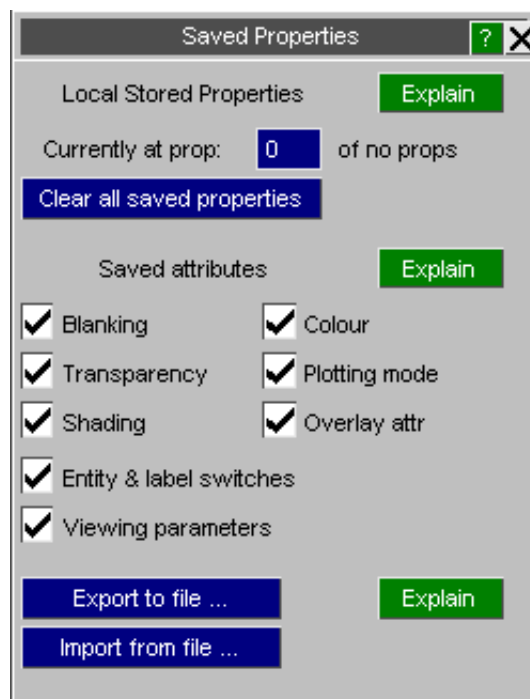 Saved Properties ? X
Local Stored Properties Explain
Currently at prop: 0 of no props
Clear all saved properties
Saved attributes Explain
Blanking Colour
Transparency Plotting mode
Shading Overlay attr
Entity & label switches
Viewing parameters
Export to file ... Explain
Import from file ...